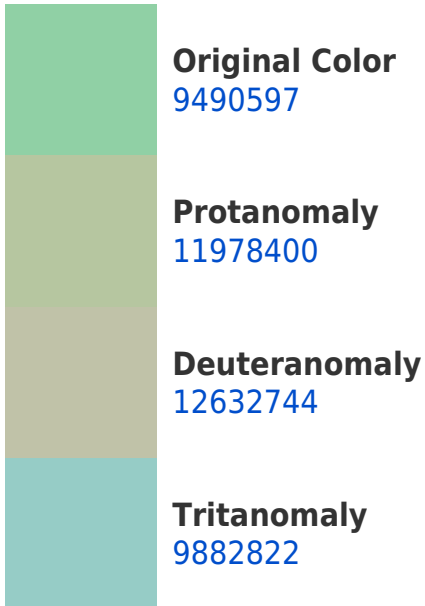 Original Color
9490597
Protanomaly
11978400
Deuteranomaly
12632744
Tritanomaly
9882822